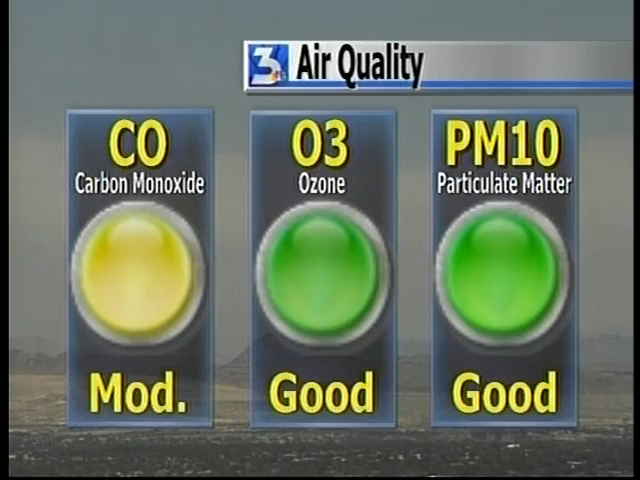 3 Air Quality
CO
Carbon Monoxide
Mod.
O3
Ozone
Good
PM10
Particulate Matter
Good